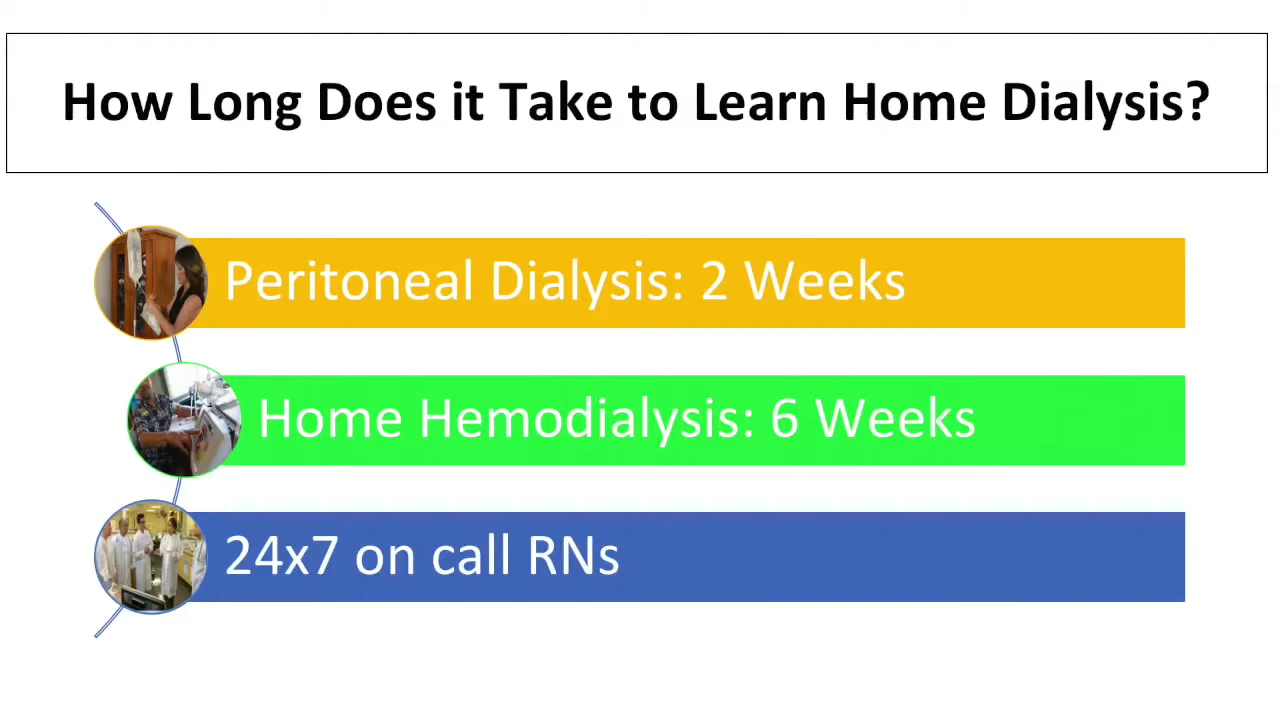 How Long Does it Take to Learn Home Dialysis?
Peritoneal Dialysis: 2 Weeks
Home Hemodialysis: 6 Weeks
24x7 on call RNs